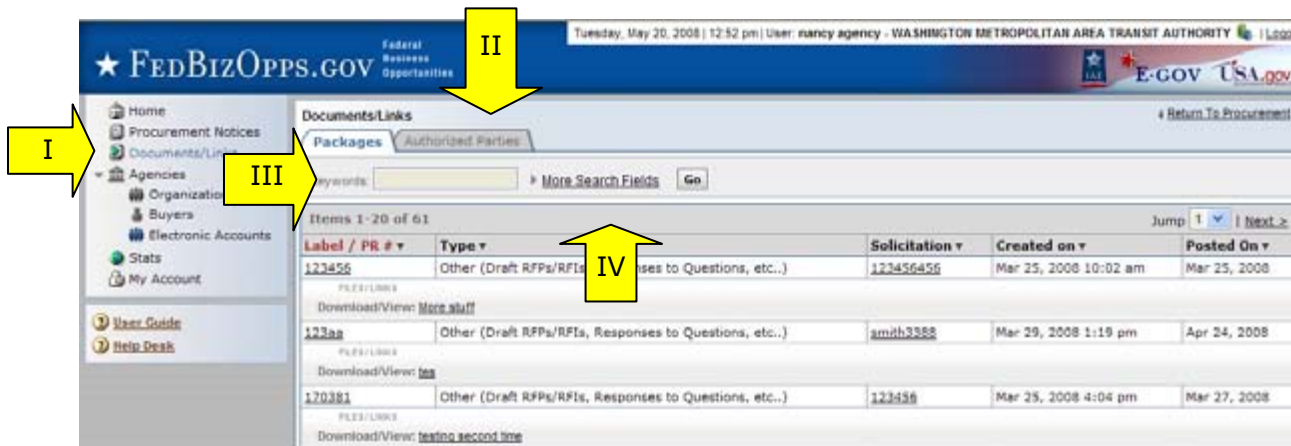 Tuesday, May 20, 2008 | 12:52 pm | User: nancy agency - WASHINGTON METROPOLITAN AREA TRANSIT AUTHORITY | Logo
★ FEDBIZOPPS.GOV Federal Business Opportunities
E-GOV USA.gov
II
I
III
IV
Home
Procurement Notices
Documents/Links
Agencies
Organization
Buyers
Electronic Accounts
Stats
My Account
User Guide
Help Desk
Documents/Links
Return To Procurement
Packages Authorized Parties
Keywords: More Search Fields Go
Items 1-20 of 61 Jump 1 | Next >
Label / PR # Type Solicitation Created on Posted On
123456 Other (Draft RFPs/RFIs, ses to Questions, etc..) 123456456 Mar 25, 2008 10:02 am Mar 25, 2008
FILES/LINKS
Download/View: More stuff
123aa Other (Draft RFPs/RFIs, Responses to Questions, etc..) smith3388 Mar 29, 2008 1:19 pm Apr 24, 2008
FILES/LINKS
Download/View: tes
170381 Other (Draft RFPs/RFIs, Responses to Questions, etc..) 123456 Mar 25, 2008 4:04 pm Mar 27, 2008
FILES/LINKS
Download/View: testing second time